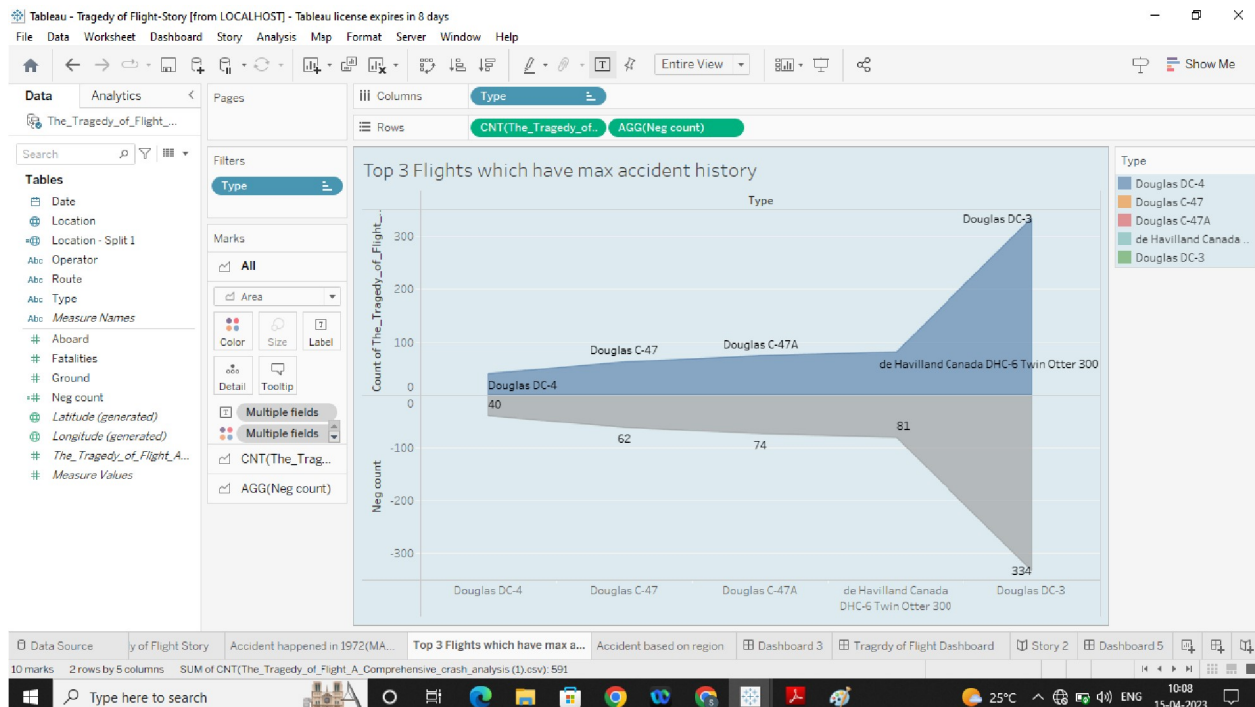 Tableau - Tragedy of Flight-Story [from LOCALHOST] - Tableau license expires in 8 days
File Data Worksheet Dashboard Story Analysis Map Format Server Window Help
Entire View
Show Me
Data Analytics
The_Tragedy_of_Flight_...
Search
Tables
Date
Location
Location - Split 1
Abc Operator
Abc Route
Abc Type
Abc Measure Names
# Aboard
# Fatalities
# Ground
=# Neg count
Latitude (generated)
Longitude (generated)
# The_Tragedy_of_Flight_A...
# Measure Values
Pages
Filters
Type
Marks
All
Area
Color Size Label
Detail Tooltip
Multiple fields
Multiple fields
CNT(The_Trag...
AGG(Neg count)
iii Columns Type
Rows CNT(The_Tragedy_of.. AGG(Neg count)
Top 3 Flights which have max accident history
Type
Count of The_Tragedy_of_Flight_..
300
200
100
0
Douglas DC-4
Douglas C-47
Douglas C-47A
de Havilland Canada DHC-6 Twin Otter 300
Douglas DC-3
Neg count
0
-100
-200
-300
40
62
74
81
334
Douglas DC-4
Douglas C-47
Douglas C-47A
de Havilland Canada
DHC-6 Twin Otter 300
Douglas DC-3
Type
Douglas DC-4
Douglas C-47
Douglas C-47A
de Havilland Canada ...
Douglas DC-3
Data Source y of Flight Story Accident happened in 1972(MA... Top 3 Flights which have max a... Accident based on region Dashboard 3 Tragrdy of Flight Dashboard Story 2 Dashboard 5
10 marks 2 rows by 5 columns SUM of CNT(The_Tragedy_of_Flight_A_Comprehensive_crash_analysis (1).csv): 591
Type here to search
25°C ENG
10:08
15-04-2023